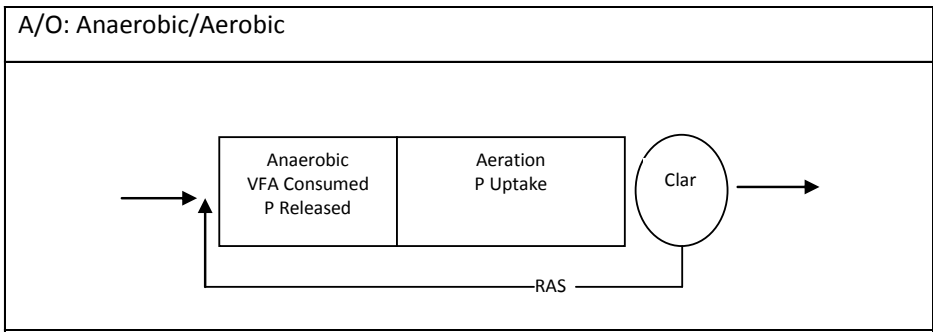 A/O: Anaerobic/Aerobic
Anaerobic
VFA Consumed
P Released
Aeration
P Uptake
Clar
RAS